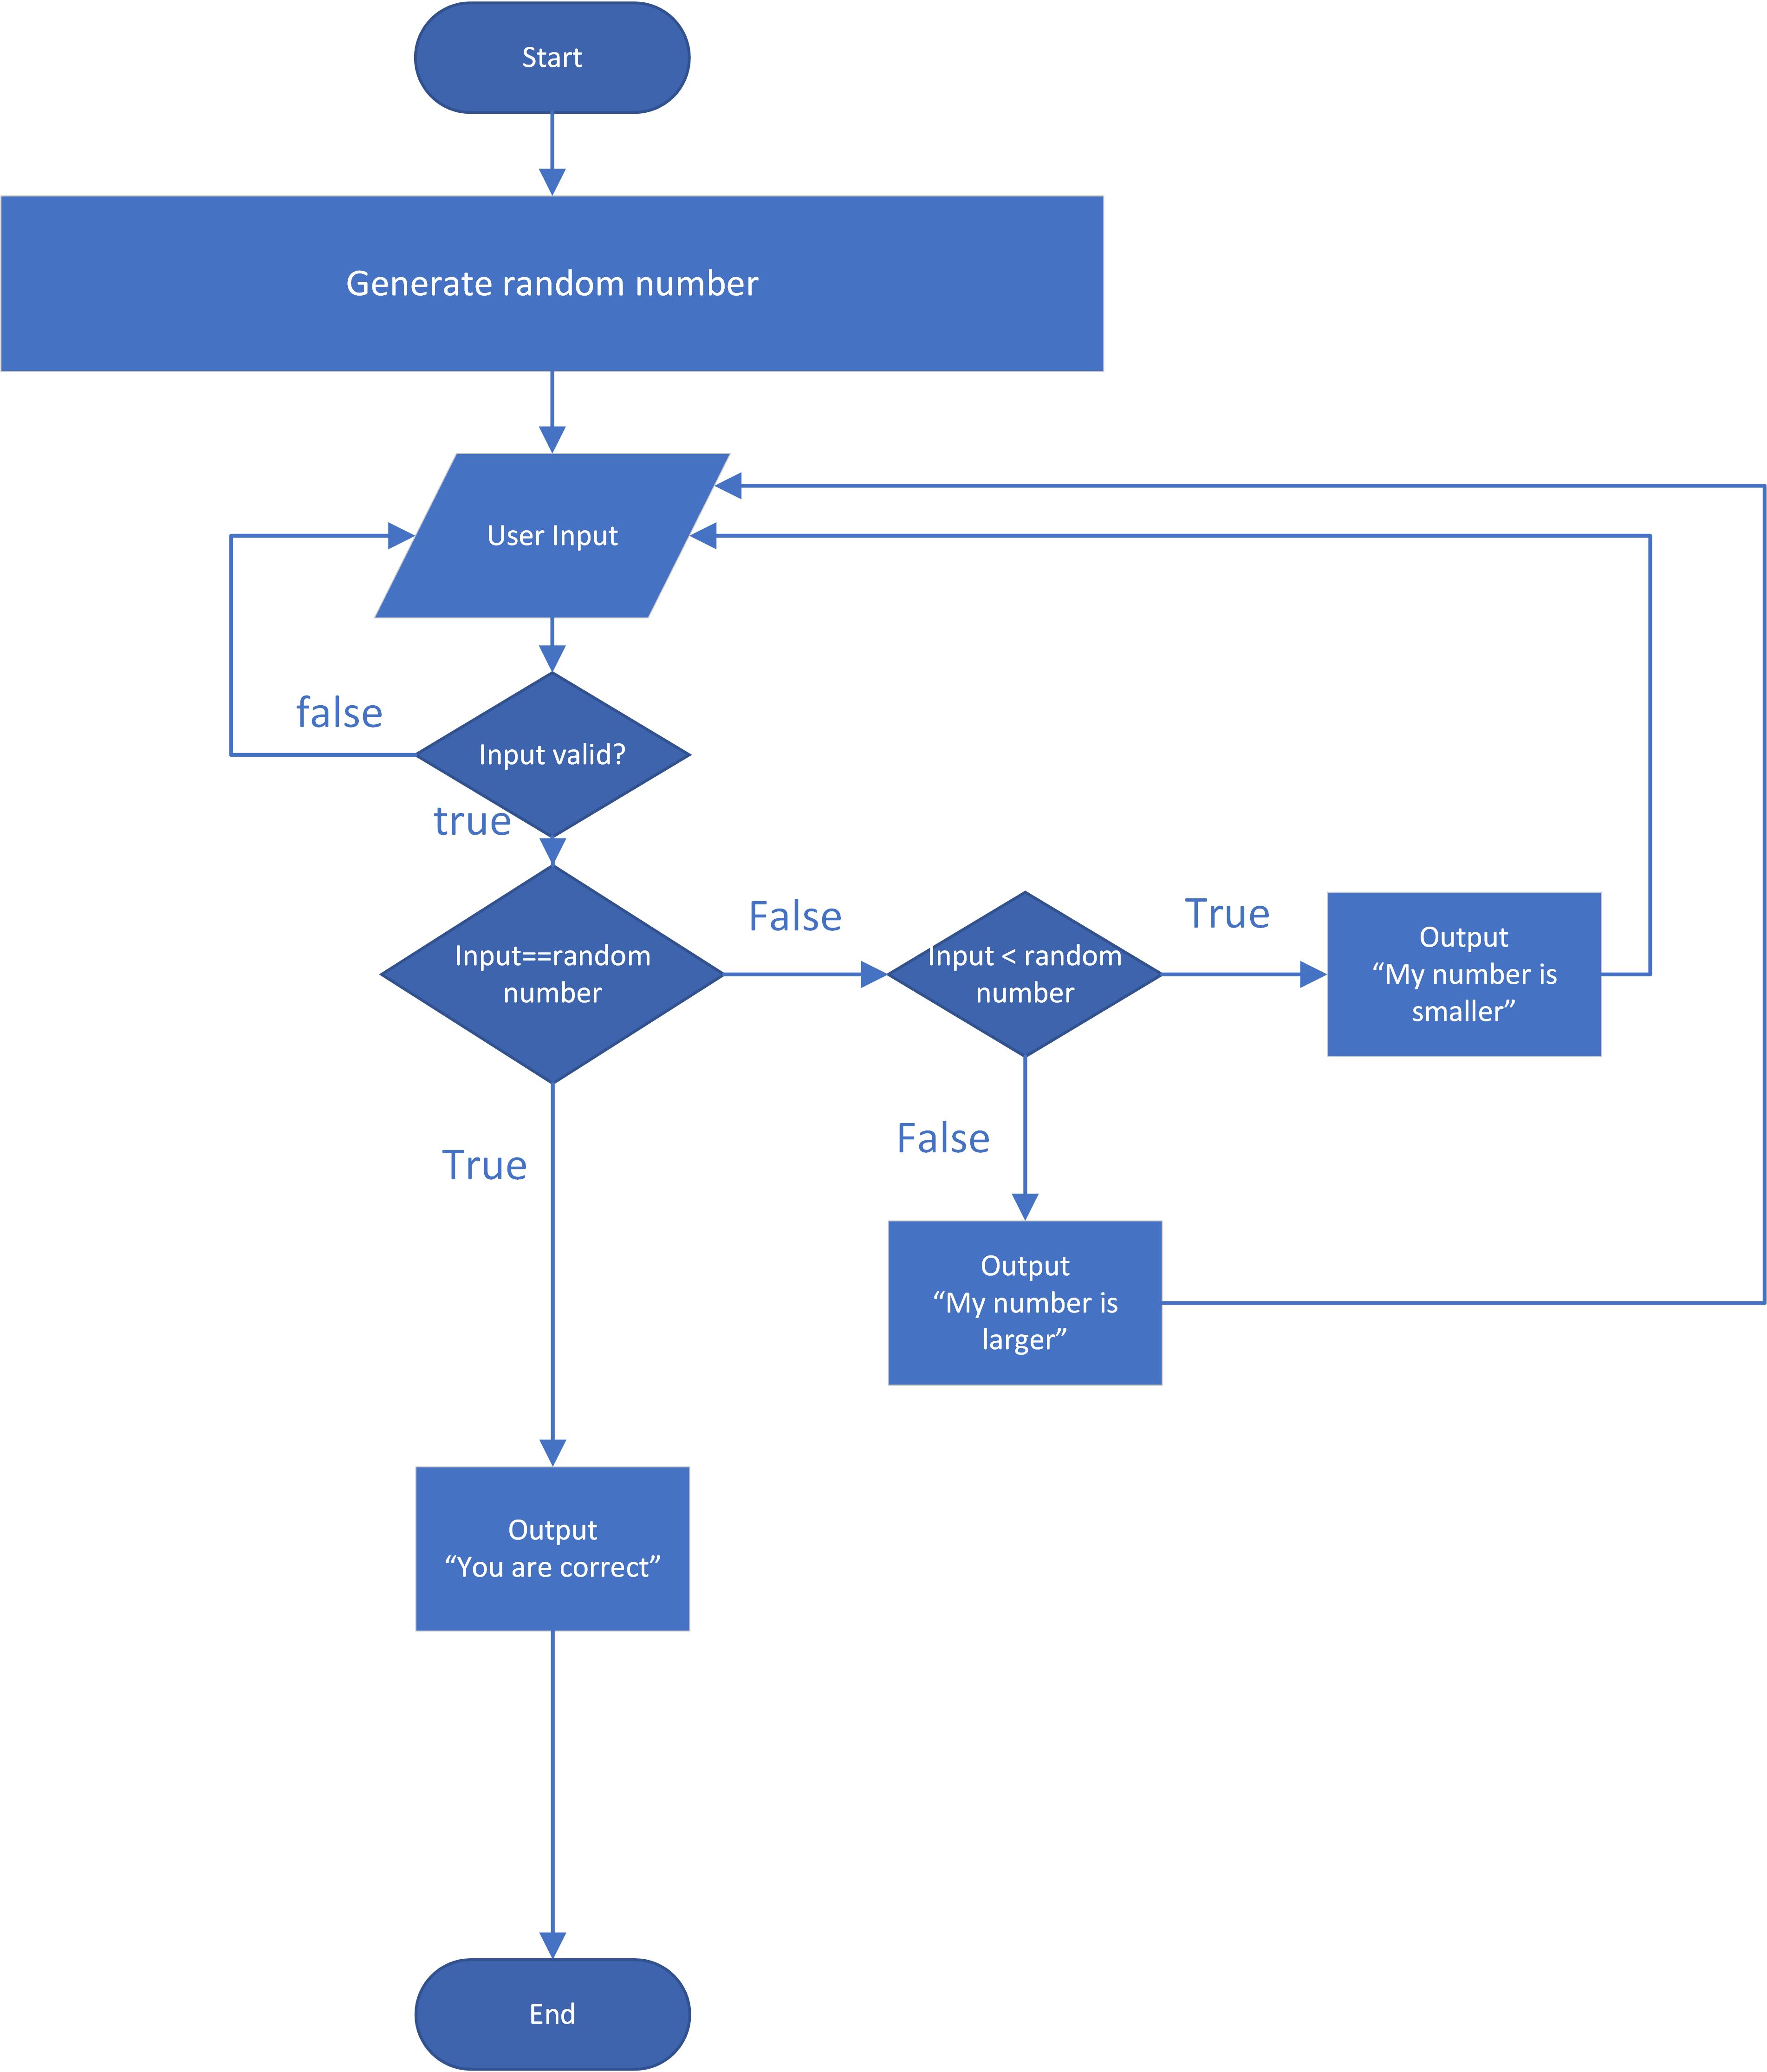 Start
Generate random number
User Input
false
Input valid?
true
Input==random
number
False
Input < random
number
True
Output
“My number is
smaller”
False
True
Output
“My number is
larger”
Output
“You are correct”
End